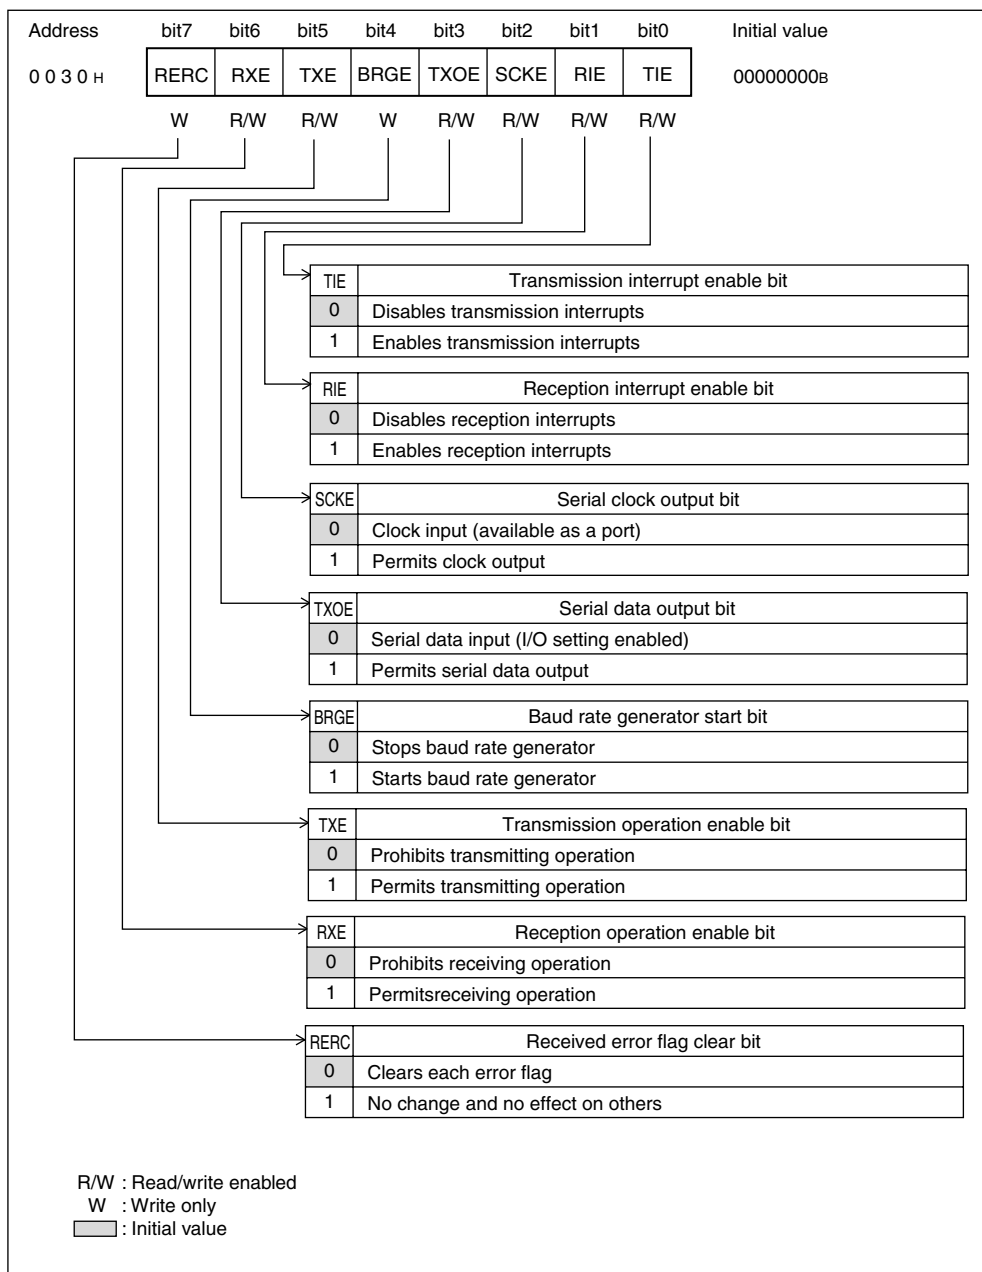 Address bit7 bit6 bit5 bit4 bit3 bit2 bit1 bit0 Initial value
0 0 3 0 H RERC RXE TXE BRGE TXOE SCKE RIE TIE 00000000B
W R/W R/W W R/W R/W R/W R/W
TIE Transmission interrupt enable bit
0 Disables transmission interrupts
1 Enables transmission interrupts
RIE Reception interrupt enable bit
0 Disables reception interrupts
1 Enables reception interrupts
SCKE Serial clock output bit
0 Clock input (available as a port)
1 Permits clock output
TXOE Serial data output bit
0 Serial data input (I/O setting enabled)
1 Permits serial data output
BRGE Baud rate generator start bit
0 Stops baud rate generator
1 Starts baud rate generator
TXE Transmission operation enable bit
0 Prohibits transmitting operation
1 Permits transmitting operation
RXE Reception operation enable bit
0 Prohibits receiving operation
1 Permitsreceiving operation
RERC Received error flag clear bit
0 Clears each error flag
1 No change and no effect on others
R/W : Read/write enabled
W : Write only
: Initial value